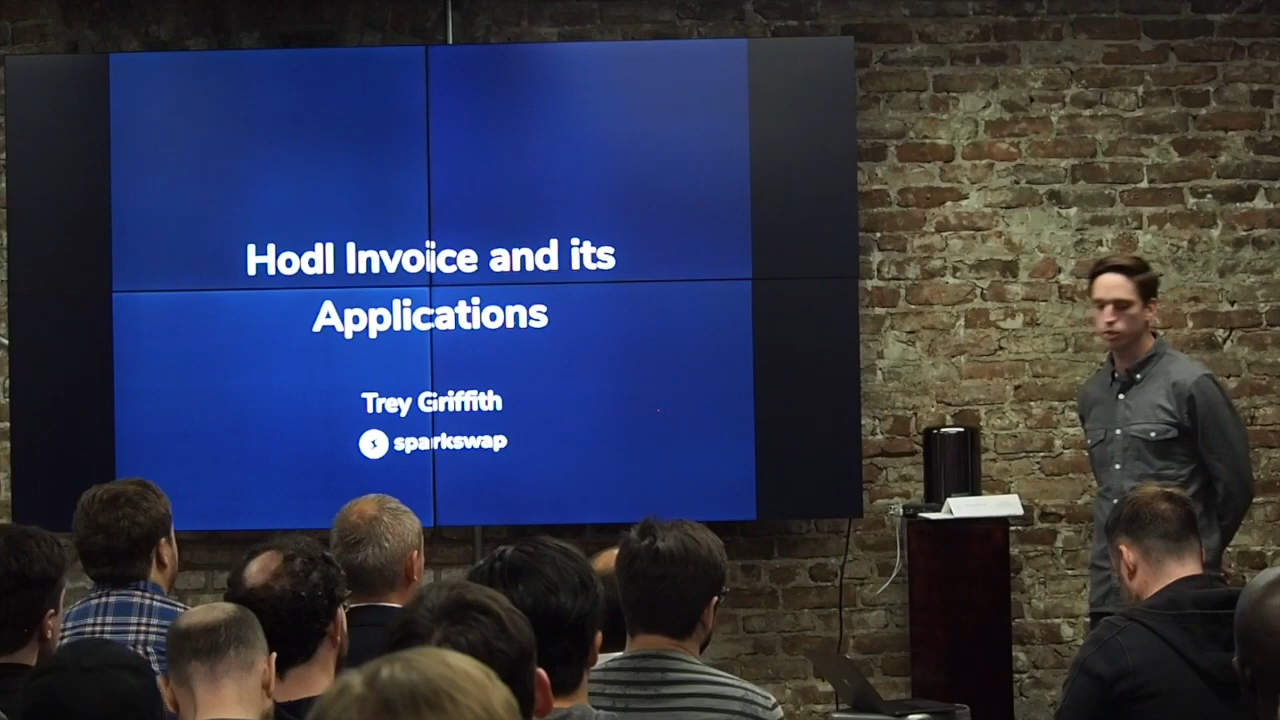 Hodl Invoice and its
Applications
Trey Griffith
sparkswap